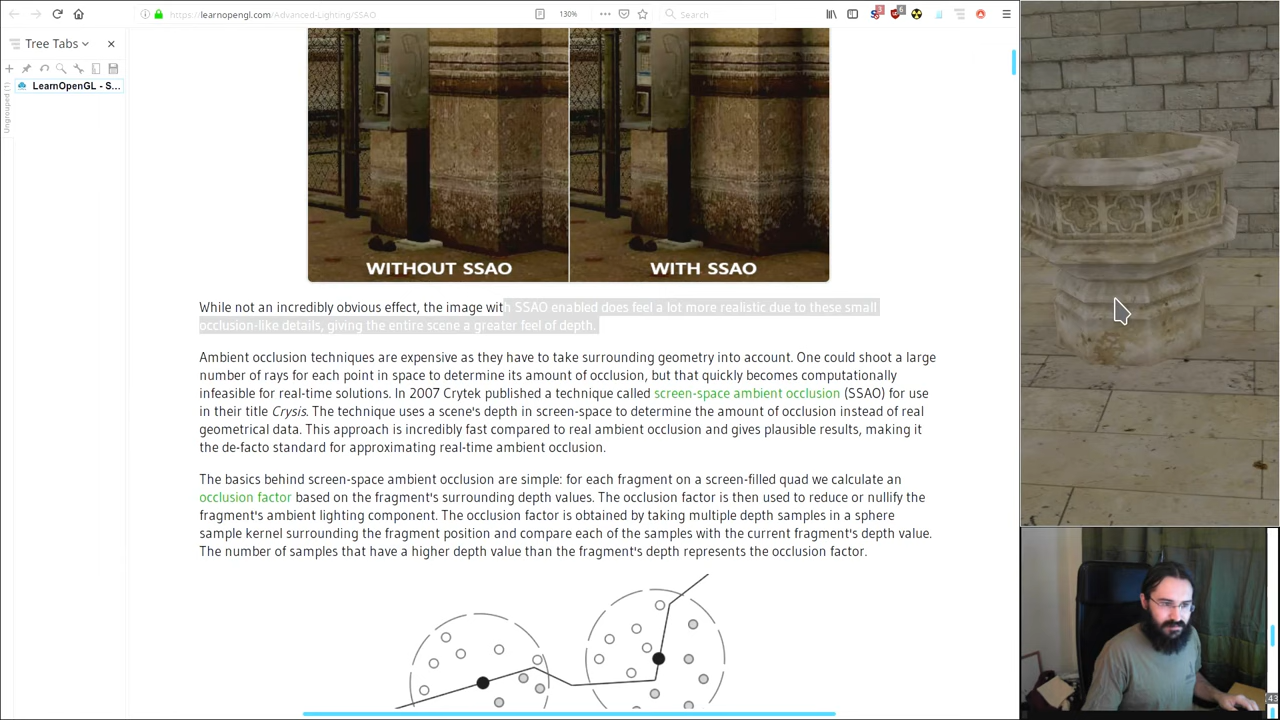 https://learnopengl.com/Advanced-Lighting/SSAO
130%
Search
3
6
Tree Tabs
LearnOpenGL - S...
Ungrouped (1)
WITHOUT SSAO
WITH SSAO
While not an incredibly obvious effect, the image with SSAO enabled does feel a lot more realistic due to these small
occlusion-like details, giving the entire scene a greater feel of depth.
Ambient occlusion techniques are expensive as they have to take surrounding geometry into account. One could shoot a large
number of rays for each point in space to determine its amount of occlusion, but that quickly becomes computationally
infeasible for real-time solutions. In 2007 Crytek published a technique called screen-space ambient occlusion (SSAO) for use
in their title Crysis. The technique uses a scene's depth in screen-space to determine the amount of occlusion instead of real
geometrical data. This approach is incredibly fast compared to real ambient occlusion and gives plausible results, making it
the de-facto standard for approximating real-time ambient occlusion.
The basics behind screen-space ambient occlusion are simple: for each fragment on a screen-filled quad we calculate an
occlusion factor based on the fragment's surrounding depth values. The occlusion factor is then used to reduce or nullify the
fragment's ambient lighting component. The occlusion factor is obtained by taking multiple depth samples in a sphere
sample kernel surrounding the fragment position and compare each of the samples with the current fragment's depth value.
The number of samples that have a higher depth value than the fragment's depth represents the occlusion factor.
43